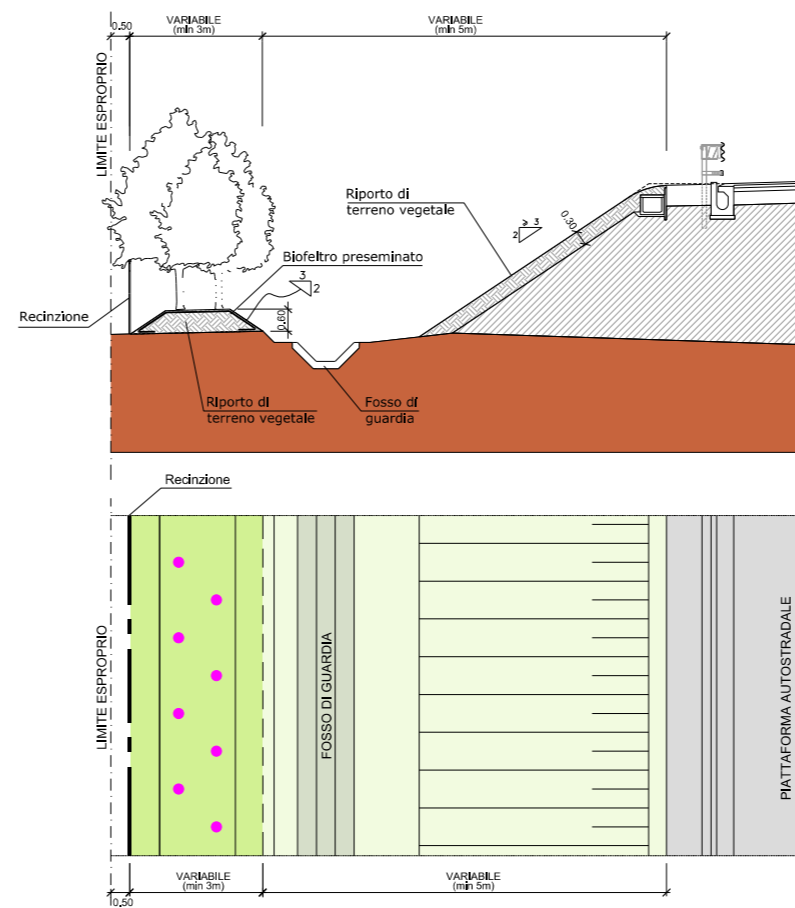 0.50
VARIABILE
(min 3m)
VARIABILE
(min 5m)
LIMITE ESPROPRIO
Riporto di
terreno vegetale
≥ 3
2
0.30
Biofeltro preseminato
3
2
Recinzione
0.60
Riporto di
terreno vegetale
Fosso di
guardia
Recinzione
LIMITE ESPROPRIO
FOSSO DI GUARDIA
PIATTAFORMA AUTOSTRADALE
VARIABILE
(min 3m)
VARIABILE
(min 5m)
0.50